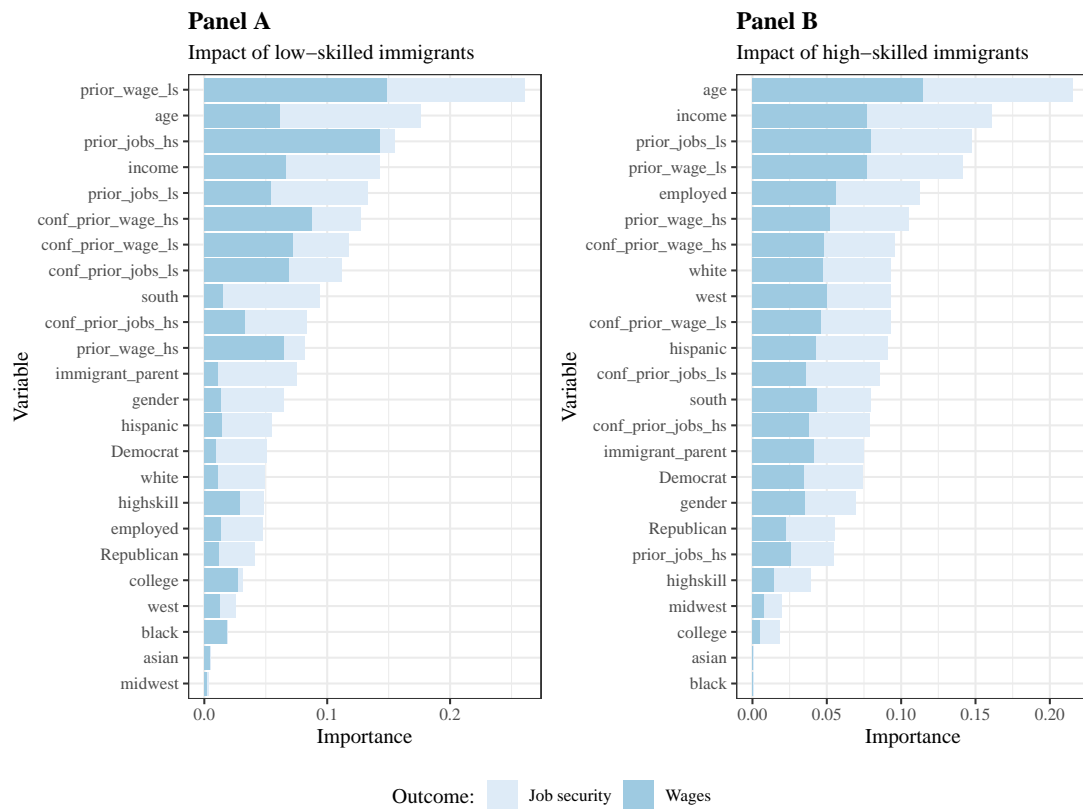 Panel A
Impact of low−skilled immigrants
prior_wage_ls
age
prior_jobs_hs
income
prior_jobs_ls
conf_prior_wage_hs
conf_prior_wage_ls
conf_prior_jobs_ls
south
conf_prior_jobs_hs
prior_wage_hs
immigrant_parent
gender
hispanic
Democrat
white
highskill
employed
Republican
college
west
black
asian
midwest
Variable
0.0 0.1 0.2
Importance
Panel B
Impact of high−skilled immigrants
age
income
prior_jobs_ls
prior_wage_ls
employed
prior_wage_hs
conf_prior_wage_hs
white
west
conf_prior_wage_ls
hispanic
conf_prior_jobs_ls
south
conf_prior_jobs_hs
immigrant_parent
Democrat
gender
Republican
prior_jobs_hs
highskill
midwest
college
asian
black
Variable
0.00 0.05 0.10 0.15 0.20
Importance
Outcome: Job security Wages